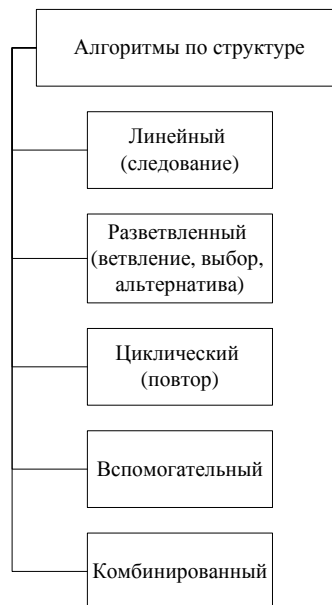 Алгоритмы по структуре
Линейный
(следование)
Разветвленный
(ветвление, выбор,
альтернатива)
Циклический
(повтор)
Вспомогательный
Комбинированный